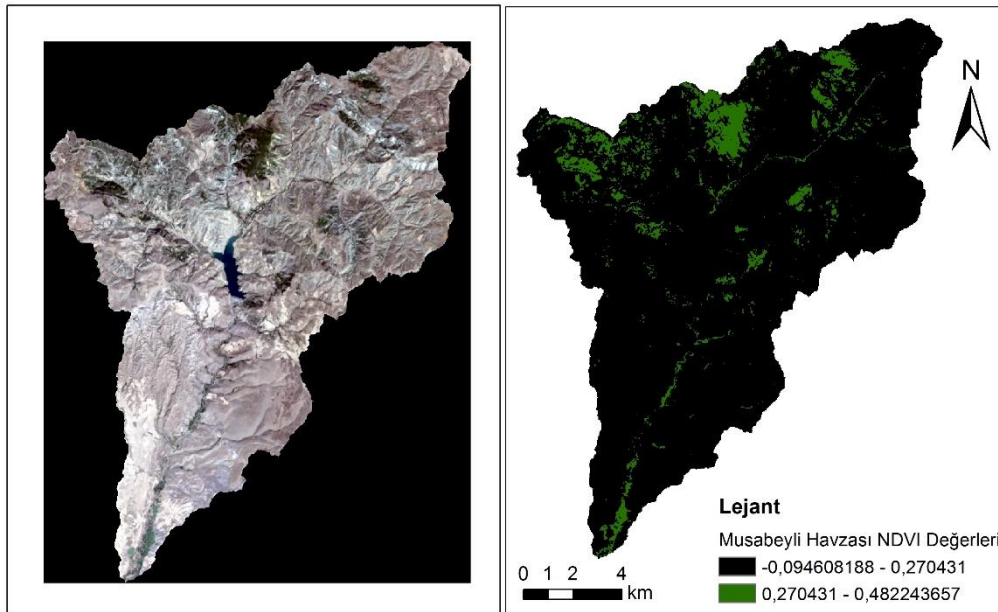 N
Lejant
Musabeyli Havzası NDVI Değerleri
-0,094608188 - 0,270431
0,270431 - 0,482243657
0 1 2 4
km